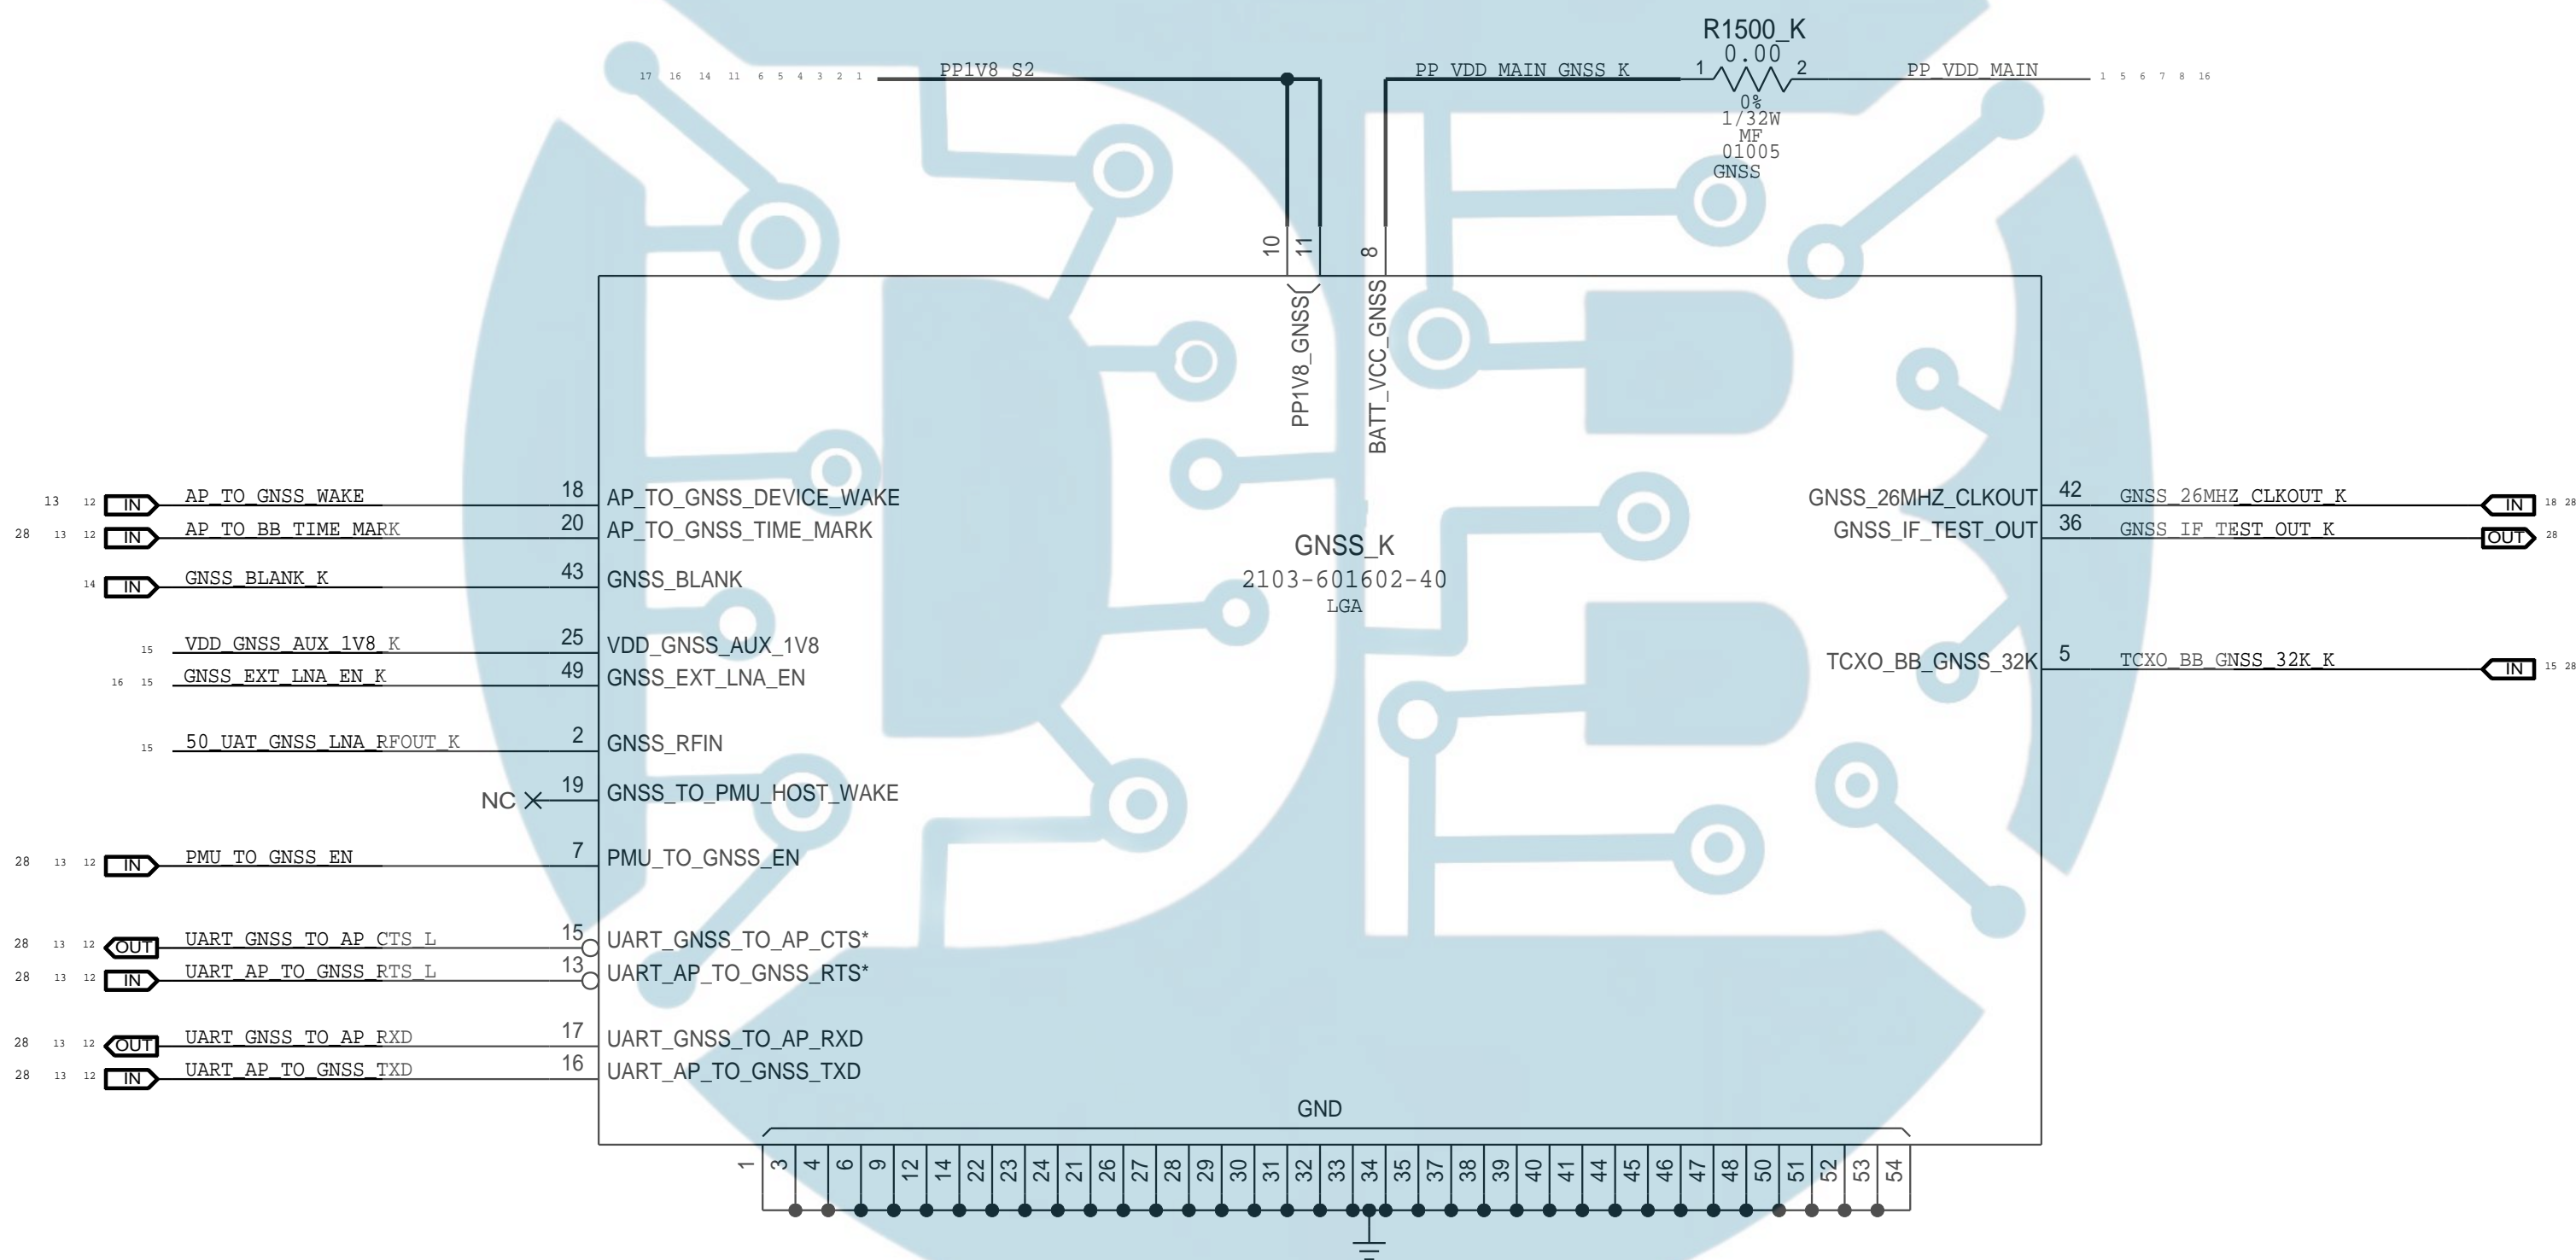 R1500_K
0.00
17 16 14 11 6 5 4 3 2 1 PP1V8_S2
PP_VDD_MAIN_GNSS_K 1 2 PP_VDD_MAIN 1 5 6 7 8 16
0%
1/32W
MF
01005
GNSS
10 11 8
PP1V8_GNSS
BATT_VCC_GNSS
13 12 IN AP_TO_GNSS_WAKE 18 AP_TO_GNSS_DEVICE_WAKE
GNSS_26MHZ_CLKOUT 42 GNSS_26MHZ_CLKOUT_K IN 18 28
28 13 12 IN AP_TO_BB_TIME_MARK 20 AP_TO_GNSS_TIME_MARK
GNSS_IF_TEST_OUT 36 GNSS_IF_TEST_OUT_K OUT 28
GNSS_K
2103-601602-40
LGA
14 IN GNSS_BLANK_K 43 GNSS_BLANK
15 VDD_GNSS_AUX_1V8_K 25 VDD_GNSS_AUX_1V8
TCXO_BB_GNSS_32K 5 TCXO_BB_GNSS_32K_K IN 15 28
16 15 GNSS_EXT_LNA_EN_K 49 GNSS_EXT_LNA_EN
15 50_UAT_GNSS_LNA_RFOUT_K 2 GNSS_RFIN
NC 19 GNSS_TO_PMU_HOST_WAKE
28 13 12 IN PMU_TO_GNSS_EN 7 PMU_TO_GNSS_EN
28 13 12 OUT UART_GNSS_TO_AP_CTS_L 15 UART_GNSS_TO_AP_CTS*
28 13 12 IN UART_AP_TO_GNSS_RTS_L 13 UART_AP_TO_GNSS_RTS*
28 13 12 OUT UART_GNSS_TO_AP_RXD 17 UART_GNSS_TO_AP_RXD
28 13 12 IN UART_AP_TO_GNSS_TXD 16 UART_AP_TO_GNSS_TXD
GND
1 3 4 6 9 12 14 22 23 24 21 26 27 28 29 30 31 32 33 34 35 37 38 39 40 41 44 45 46 47 48 50 51 52 53 54